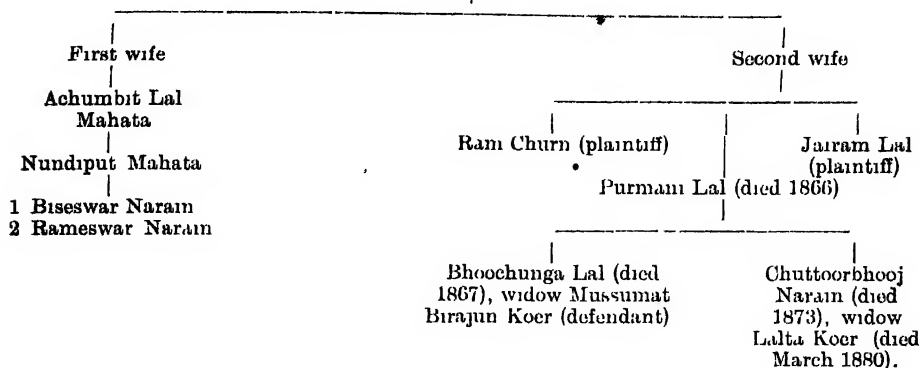 First wife
Second wife
Achumbit Lal
Mahata
Ram Churn (plaintiff)
Jairam Lal
(plaintiff)
Nundiput Mahata
Purmani Lal (died 1866)
1 Biseswar Narain
2 Rameswar Narain
Bhoochunga Lal (died
1867), widow Mussumat
Birajun Koer (defendant)
Chuttoorbhooj
Narain (died
1873), widow
Lalta Koer (died
March 1880).